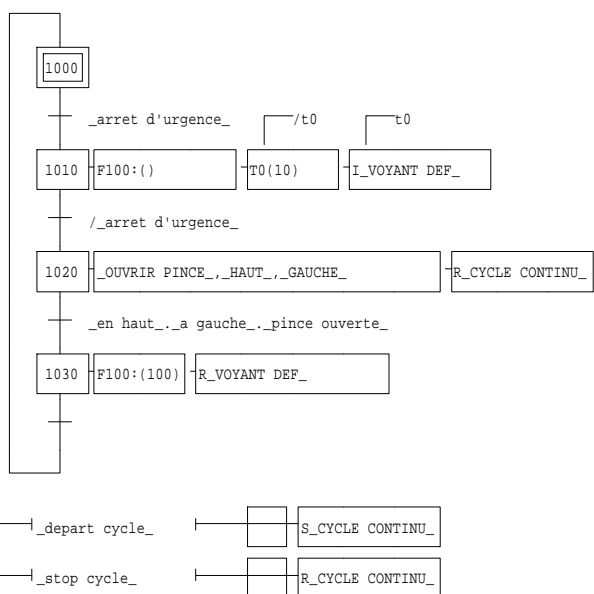 1000
_arret d'urgence_ /t0 t0
1010 F100:() T0(10) I_VOYANT DEF_
/_arret d'urgence_
1020 _OUVRIR PINCE_,_HAUT_,_GAUCHE_ R_CYCLE CONTINU_
_en haut_._a gauche_._pince ouverte_
1030 F100:(100) R_VOYANT DEF_
_depart cycle_ S_CYCLE CONTINU_
_stop cycle_ R_CYCLE CONTINU_